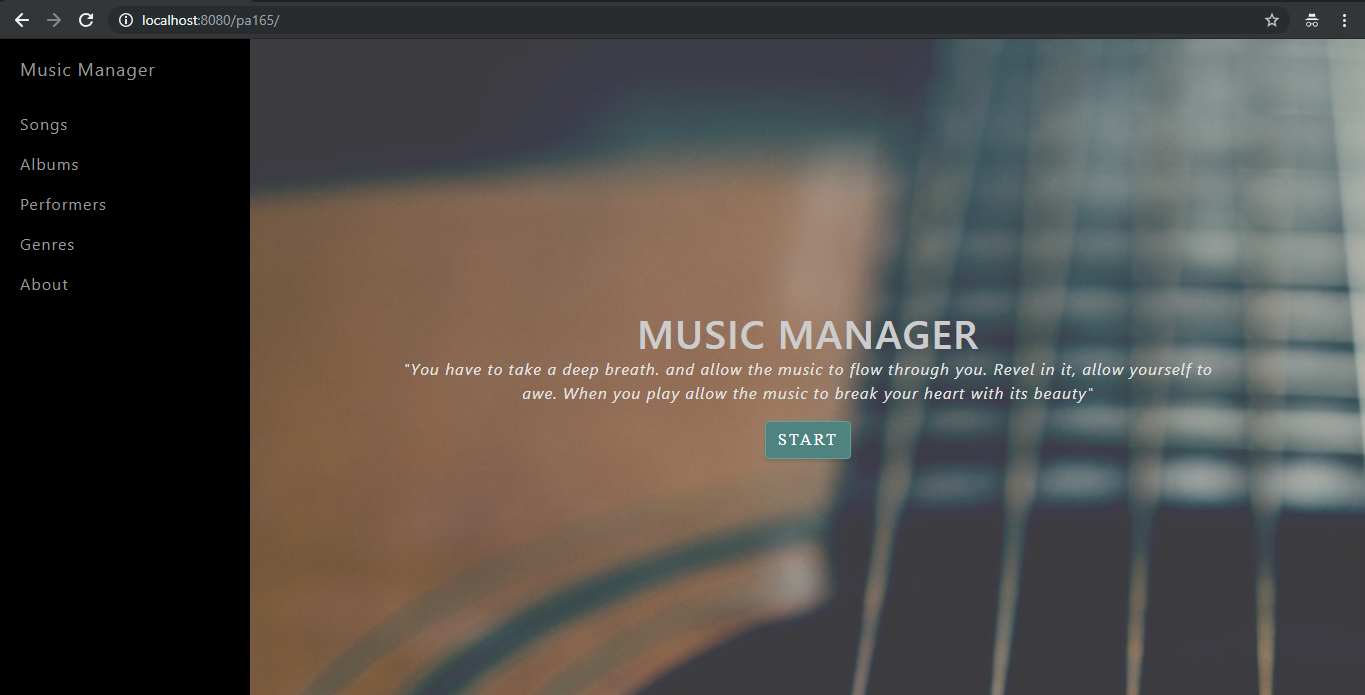 localhost:8080/pa165/
Music Manager
Songs
Albums
Performers
Genres
About
MUSIC MANAGER
"You have to take a deep breath. and allow the music to flow through you. Revel in it, allow yourself to
awe. When you play allow the music to break your heart with its beauty"
START